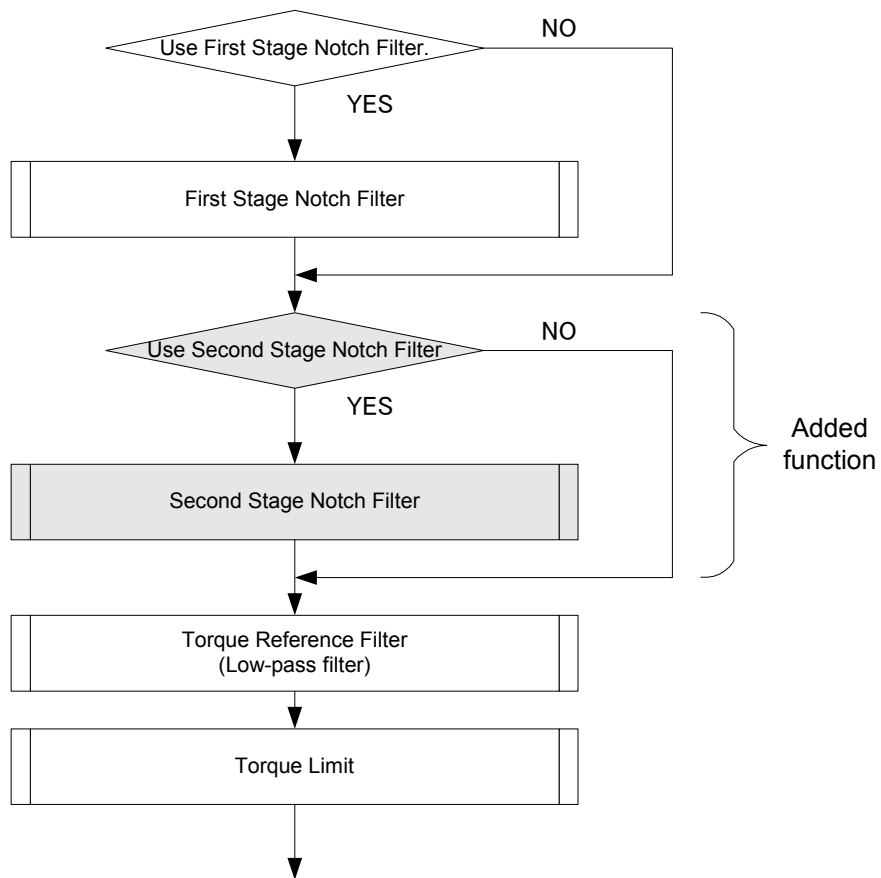 Use First Stage Notch Filter.
NO
YES
First Stage Notch Filter
Use Second Stage Notch Filter
NO
YES
Added
function
Second Stage Notch Filter
Torque Reference Filter
(Low-pass filter)
Torque Limit